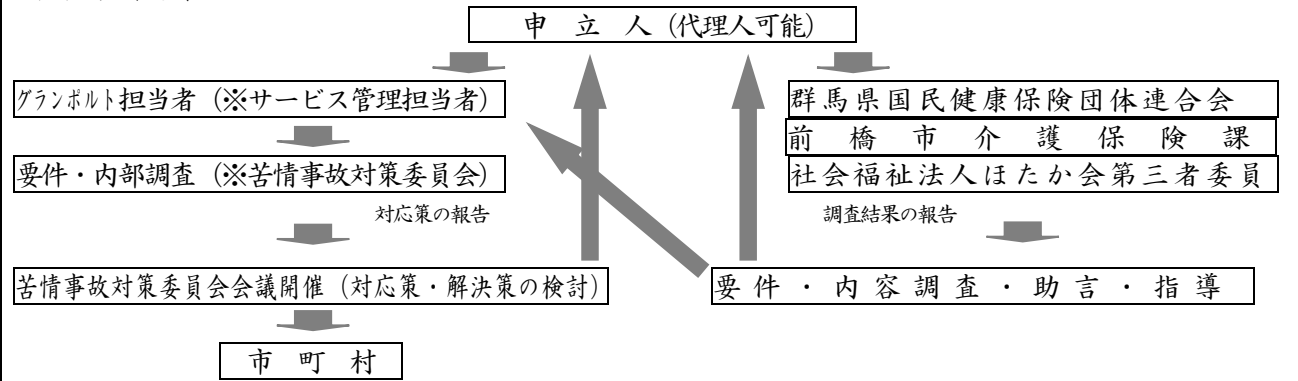 申立人(代理人可能)
グランポルト担当者(※サービス管理担当者)
群馬県国民健康保険団体連合会
前橋市介護保険課
要件・内部調査(※苦情事故対策委員会)
社会福祉法人ほたか会第三者委員
対応策の報告
調査結果の報告
苦情事故対策委員会会議開催(対応策・解決策の検討)
要件・内容調査・助言・指導
市町村